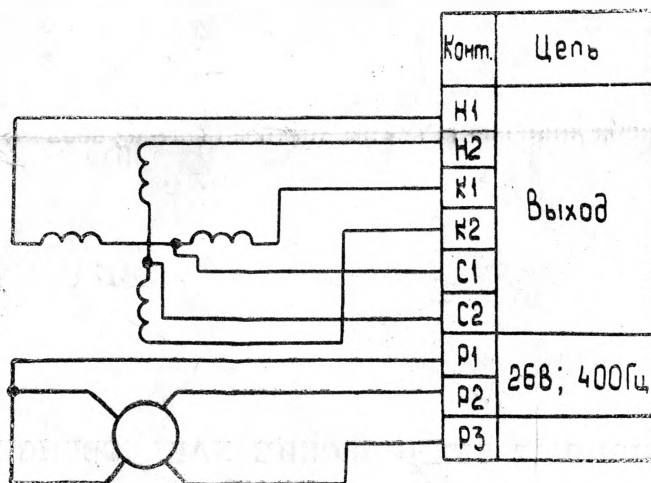 Конт. Цепь
Н1
Н2
К1
К2
С1
С2
Выход
Р1
Р2
26В; 400Гц
Р3